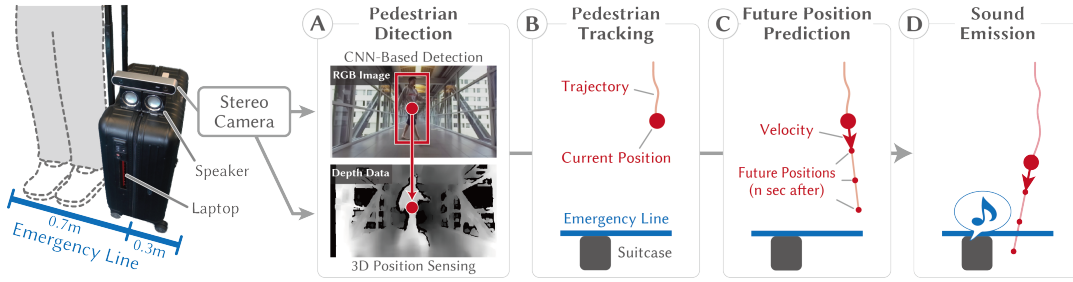 Stereo
Camera
Speaker
Laptop
0.7m
0.3m
Emergency Line
A
Pedestrian
Ditection
CNN-Based Detection
RGB Image
Depth Data
3D Position Sensing
B
Pedestrian
Tracking
Trajectory
Current Position
Emergency Line
Suitcase
C
Future Position
Prediction
Velocity
Future Positions
(n sec after)
D
Sound
Emission